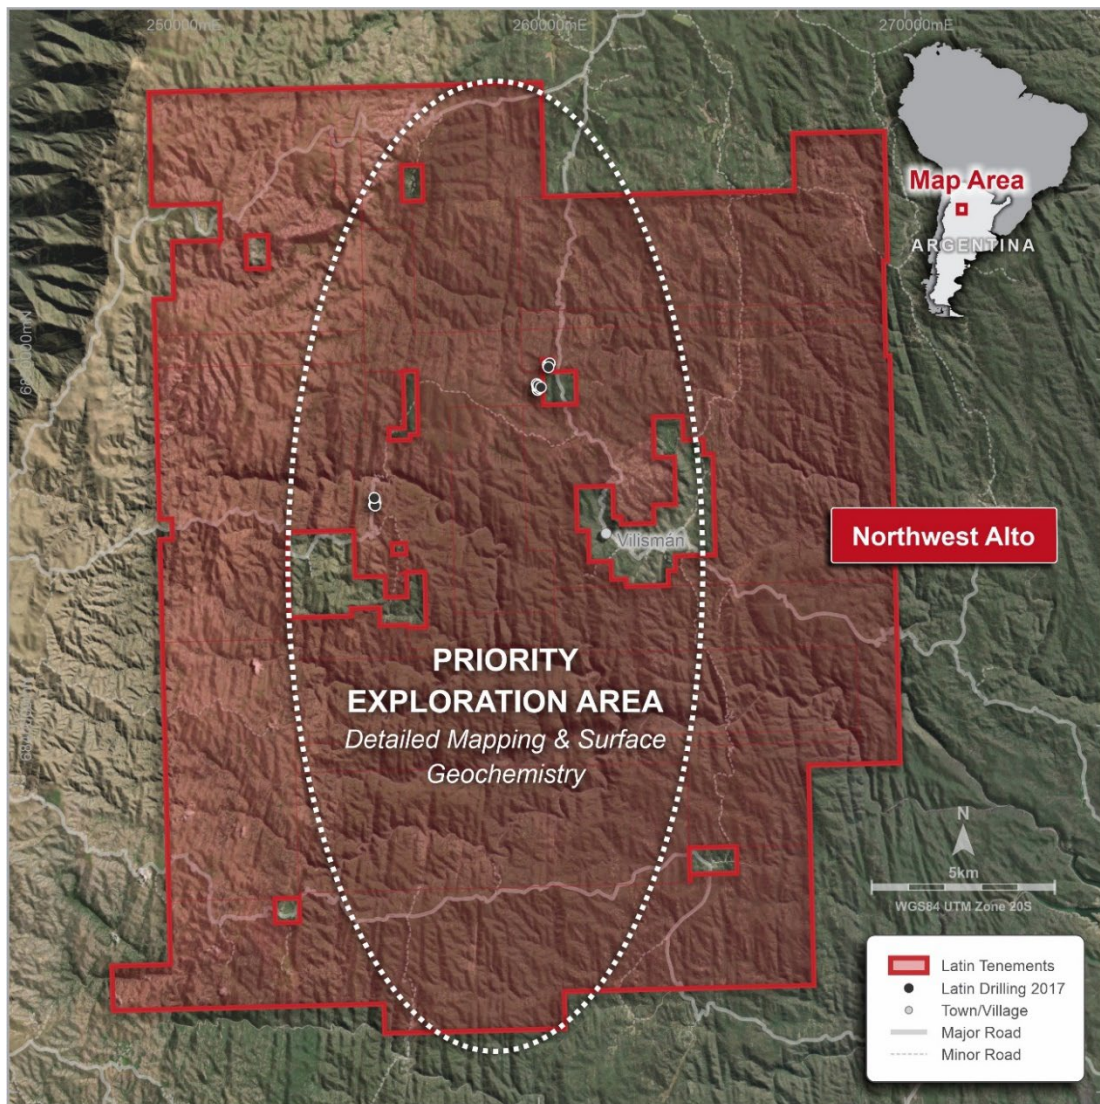 250000mE
260000mE
270000mE
Map Area
ARGENTINA
Northwest Alto
Vilisman
PRIORITY
EXPLORATION AREA
Detailed Mapping & Surface
Geochemistry
N
5km
WGS84 UTM Zone 20S
Latin Tenements
Latin Drilling 2017
Town/Village
Major Road
Minor Road